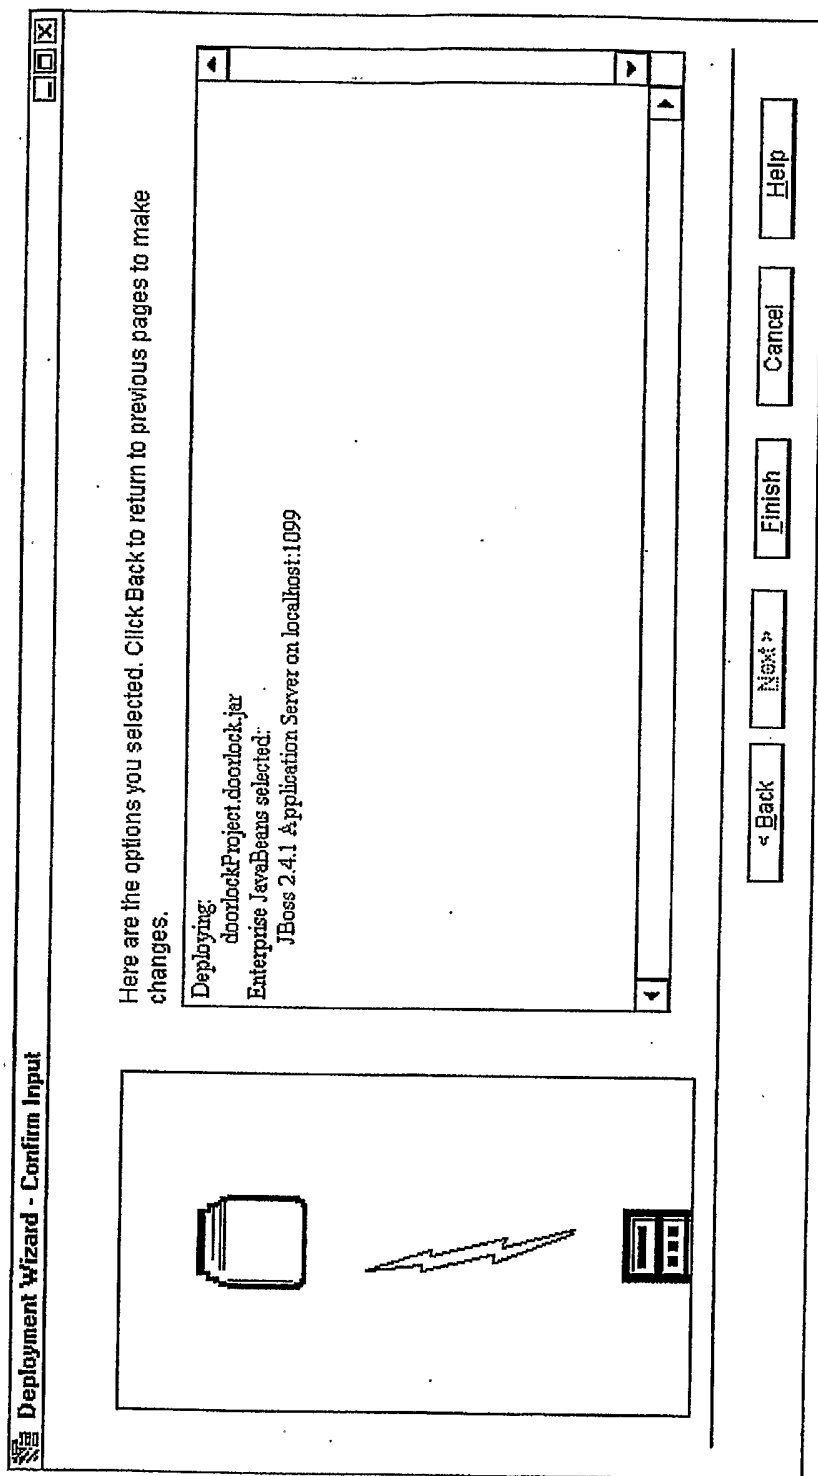 Deployment Wizard - Confirm Input
Here are the options you selected. Click Back to return to previous pages to make
changes.
Deploying:
doorlockProject.doorlock.jar
Enterprise JavaBeans selected:
JBoss 2.4.1 Application Server on localhost:1099
< Back
Next >
Finish
Cancel
Help